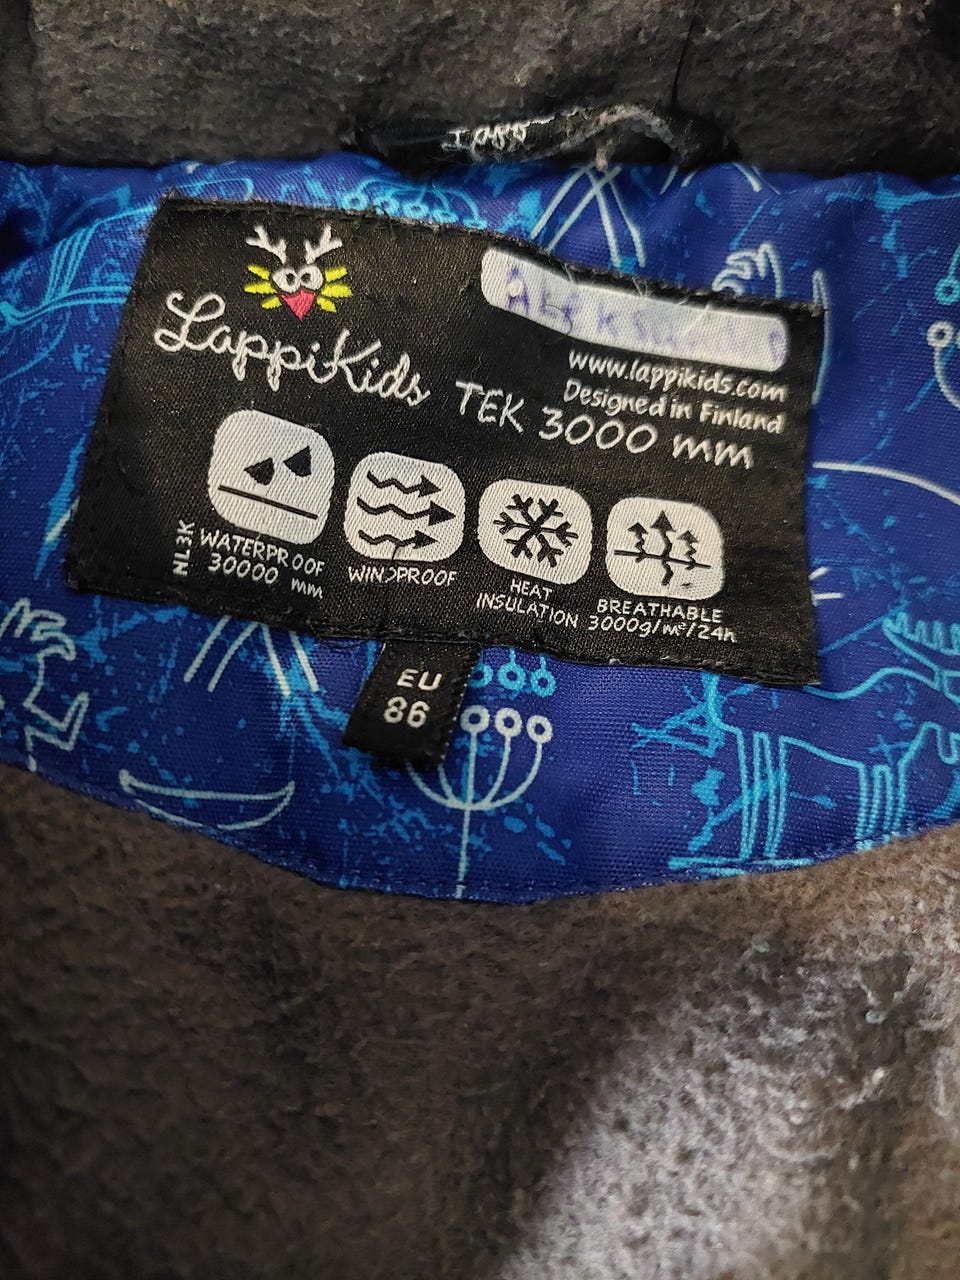 LappiKids
www.lappikids.com
Designed in Finland
TEK 3000 mm
NL3K
WATERPROOF
30000 mm
WINDPROOF
HEAT
INSULATION
BREATHABLE
3000g/m²/24h
EU
86